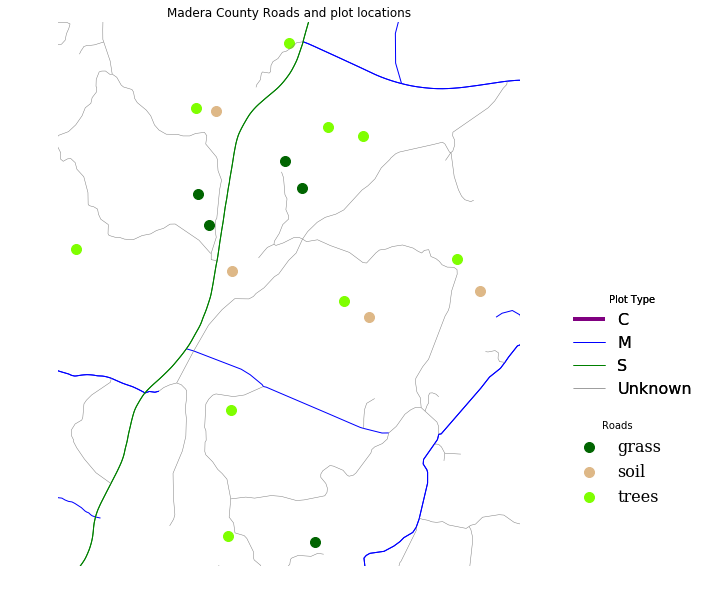 Madera County Roads and plot locations
Plot Type
C
M
S
Unknown
Roads
grass
soil
trees